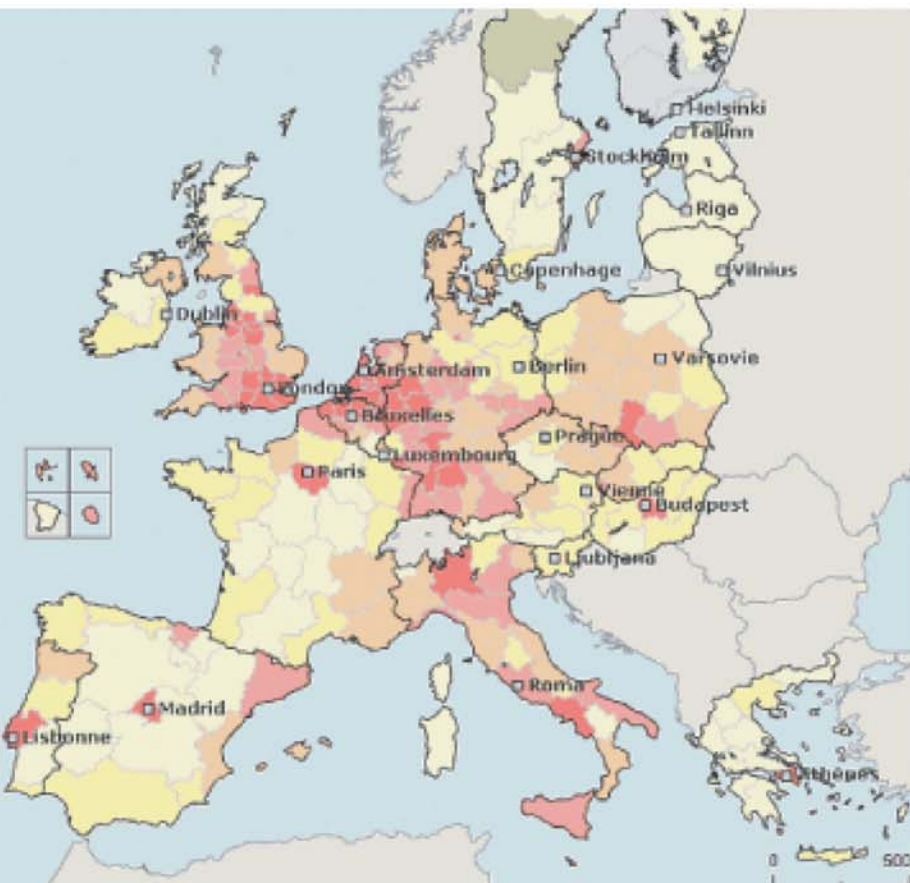 Helsinki
Tallinn
Stockholm
Riga
Copenhage
Vilnius
Dublin
Amsterdam
Berlin
Varsovie
London
Bruxelles
Prague
Luxembourg
Paris
Vienne
Budapest
Ljubljana
Roma
Madrid
Lisbonne
Athènes
0 500